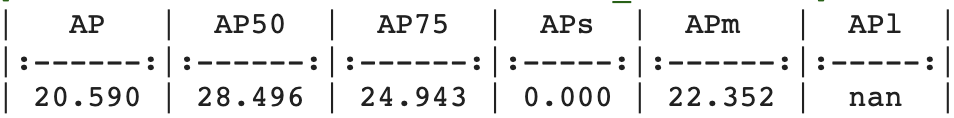 |   AP   |  AP50  |  AP75  |  APs  |  APm   |  APl  |
|:------:|:------:|:------:|:-----:|:------:|:-----:|
| 20.590 | 28.496 | 24.943 | 0.000 | 22.352 |  nan  |